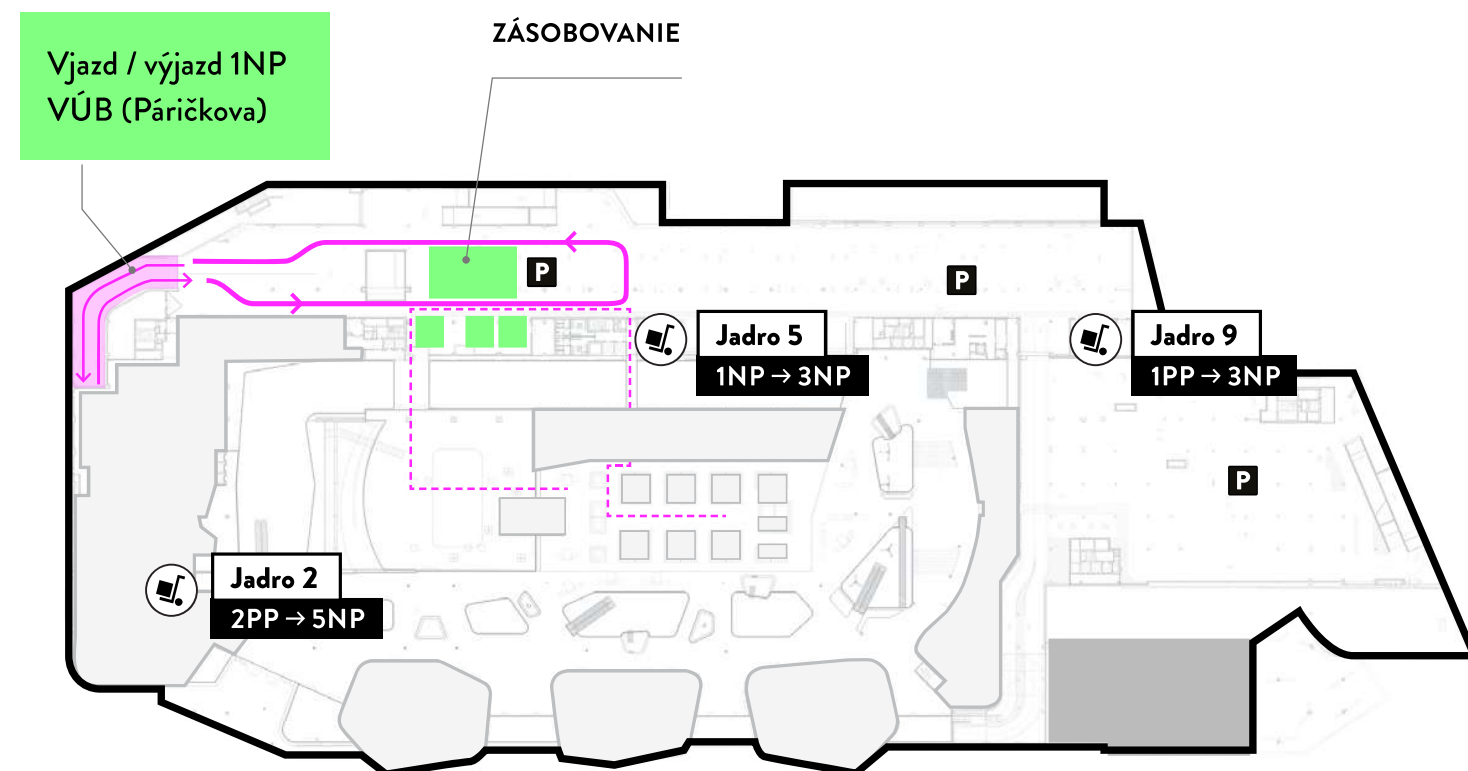 Vjazd / výjazd 1NP
VÚB (Páričkova)
ZÁSOBOVANIE
P
P
Jadro 5
1NP → 3NP
Jadro 9
1PP → 3NP
P
Jadro 2
2PP → 5NP